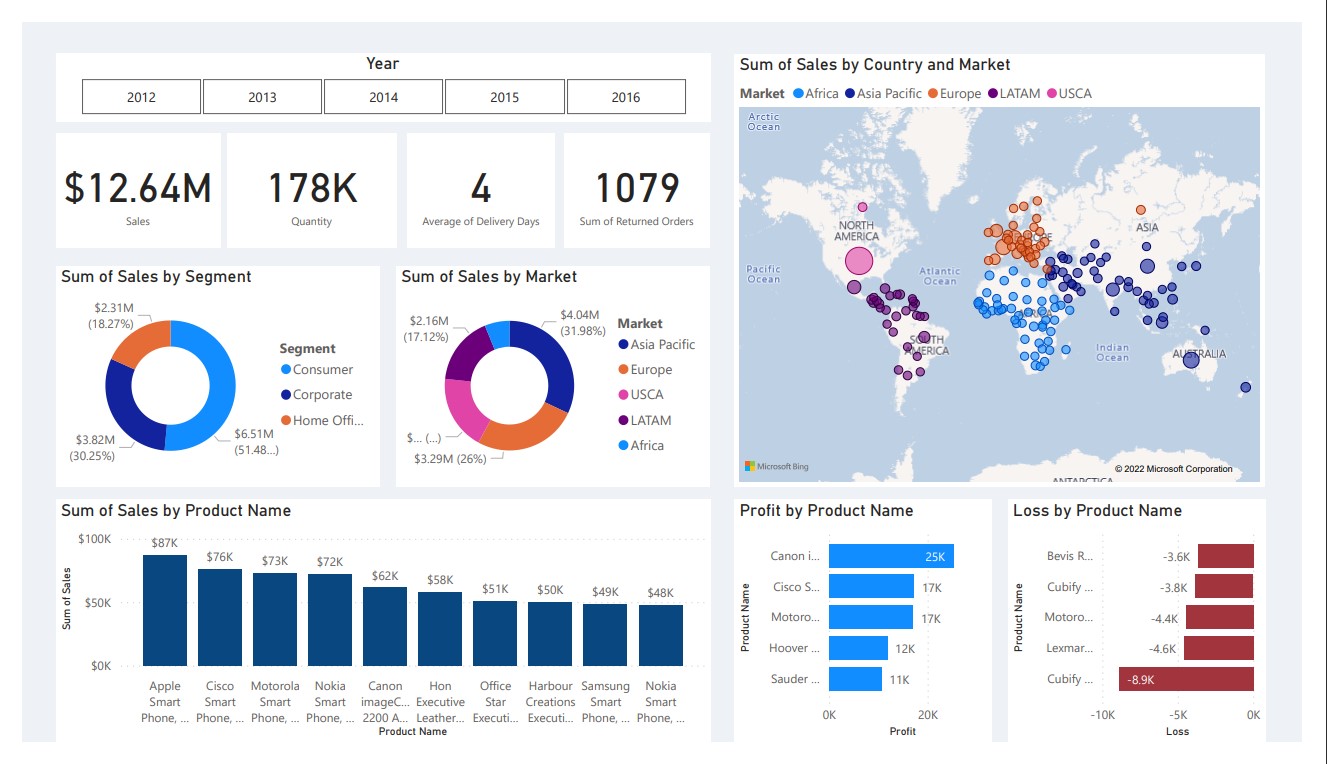 Year
2012 2013 2014 2015 2016
$12.64M
Sales
178K
Quantity
4
Average of Delivery Days
1079
Sum of Returned Orders
Sum of Sales by Segment
$2.31M
(18.27%)
$3.82M
(30.25%)
$6.51M
(51.48...)
Segment
Consumer
Corporate
Home Offi...
Sum of Sales by Market
$2.16M
(17.12%)
$4.04M
(31.98%)
$... (...)
$3.29M (26%)
Market
Asia Pacific
Europe
USCA
LATAM
Africa
Sum of Sales by Country and Market
Market Africa Asia Pacific Europe LATAM USCA
Arctic
Ocean
NORTH
AMERICA
ASIA
Pacific
Ocean
Atlantic
Ocean
AFRICA
SOUTH
AMERICA
Indian
Ocean
AUSTRALIA
Microsoft Bing
© 2022 Microsoft Corporation
ANTARCTICA
Sum of Sales by Product Name
Sum of Sales
$100K
$50K
$0K
$87K
$76K
$73K
$72K
$62K
$58K
$51K
$50K
$49K
$48K
Apple
Smart
Phone, ...
Cisco
Smart
Phone, ...
Motorola
Smart
Phone, ...
Nokia
Smart
Phone, ...
Canon
imageC...
2200 A...
Hon
Executive
Leather...
Office
Star
Executi...
Harbour
Creations
Executi...
Samsung
Smart
Phone, ...
Nokia
Smart
Phone, ...
Product Name
Profit by Product Name
Product Name
Canon i... 25K
Cisco S... 17K
Motoro... 17K
Hoover ... 12K
Sauder ... 11K
0K 20K
Profit
Loss by Product Name
Product Name
Bevis R... -3.6K
Cubify ... -3.8K
Motoro... -4.4K
Lexmar... -4.6K
Cubify ... -8.9K
-10K -5K 0K
Loss